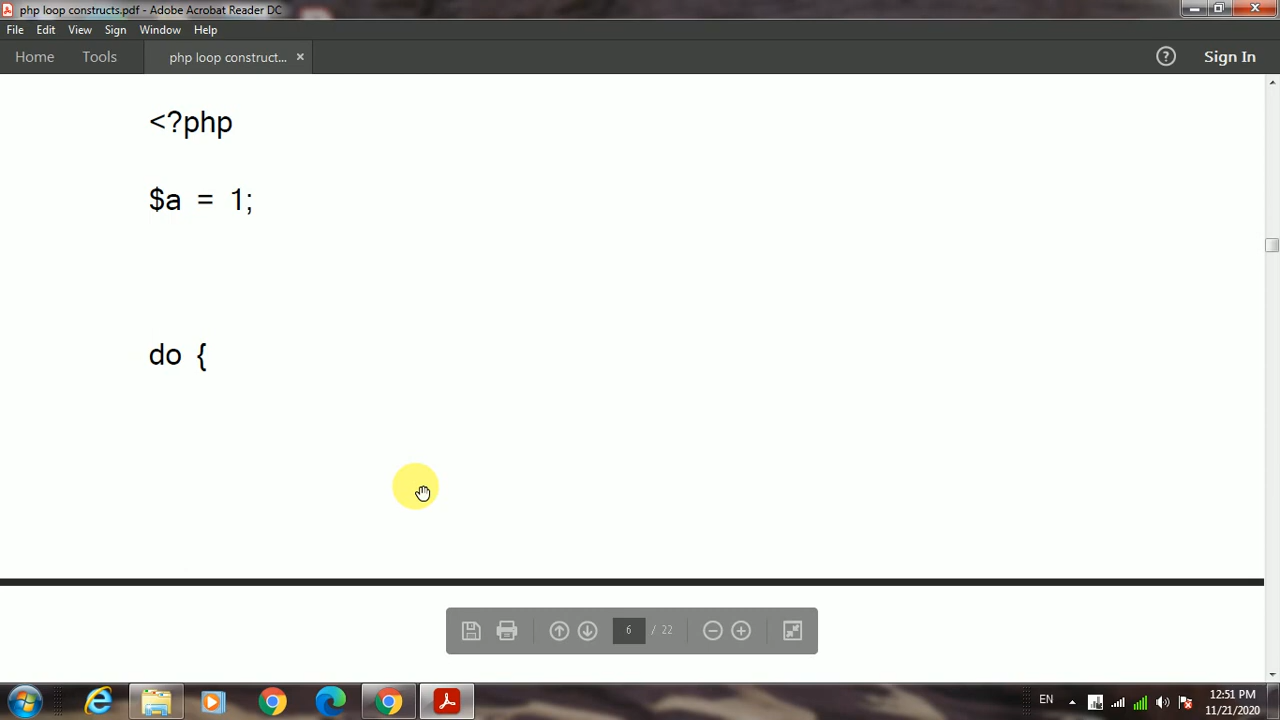 php loop constructs.pdf - Adobe Acrobat Reader DC
File Edit View Sign Window Help
Home Tools php loop construct... × ? Sign In
<?php
$a = 1;
do {
6 / 22
EN
12:51 PM
11/21/2020